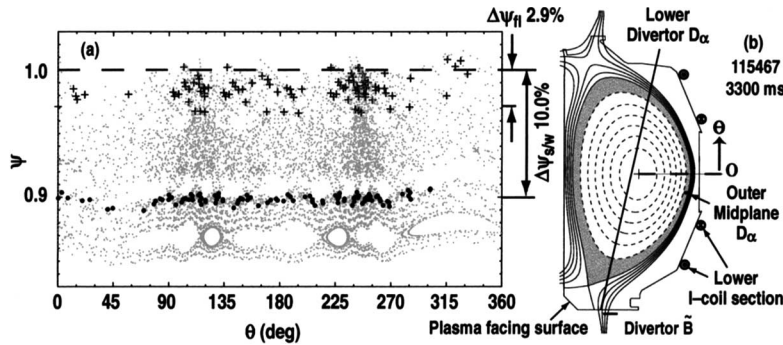 (a)
Δψfl 2.9%
1.0
0.9
ψ
Δψs/w 10.0%
0 45 90 135 180 225 270 315 360
θ (deg)
Lower
Divertor Dα
(b)
115467
3300 ms
θ
O
Outer
Midplane
Dα
Lower
I–coil section
Plasma facing surface
Divertor B̃